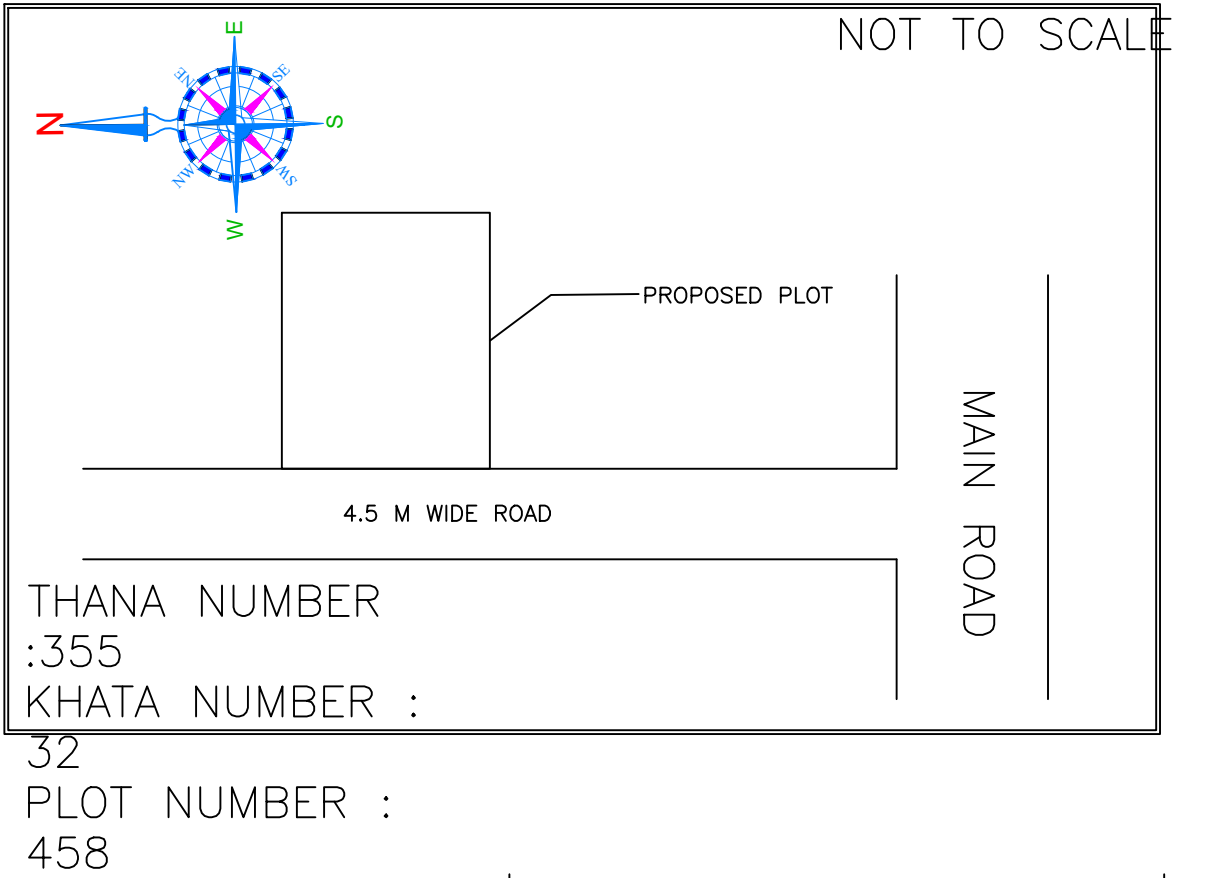 NOT TO SCALE
E
NE
SE
N
S
NW
SW
W
PROPOSED PLOT
MAIN ROAD
4.5 M WIDE ROAD
THANA NUMBER
:355
KHATA NUMBER :
32
PLOT NUMBER :
458